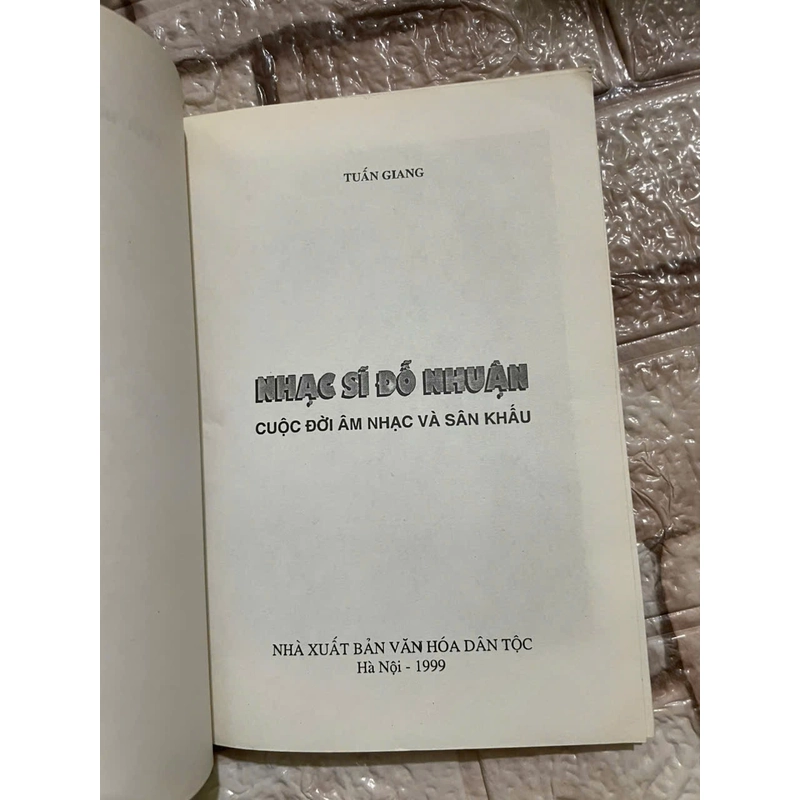 TUẤN GIANG
NHẠC SĨ ĐỖ NHUẬN
CUỘC ĐỜI ÂM NHẠC VÀ SÂN KHẤU
NHÀ XUẤT BẢN VĂN HÓA DÂN TỘC
Hà Nội - 1999